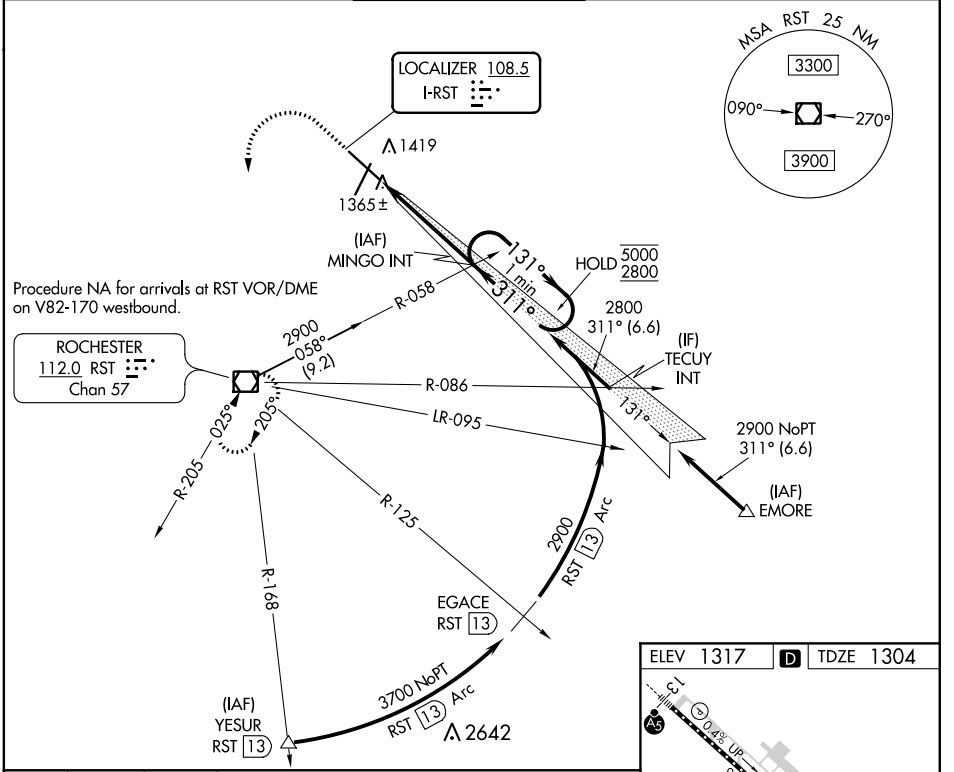 MSA RST 25 NM
3300
090°
270°
3900
LOCALIZER 108.5
I-RST
1419
1365±
(IAF)
MINGO INT
131°
1 min
311°
HOLD 5000
2800
2800
311° (6.6)
(IF)
TECUY
INT
Procedure NA for arrivals at RST VOR/DME
on V82-170 westbound.
R-058
2900
058°
(9.2)
ROCHESTER
112.0 RST
Chan 57
R-086
LR-095
131°
2900 NoPT
311° (6.6)
(IAF)
EMORE
025°
205°
R-205
R-125
R-168
2900
RST 13 Arc
EGACE
RST 13
3700 NoPT
RST 13 Arc
(IAF)
YESUR
RST 13
2642
ELEV 1317
D
TDZE 1304
13
P
A5
0.4% UP